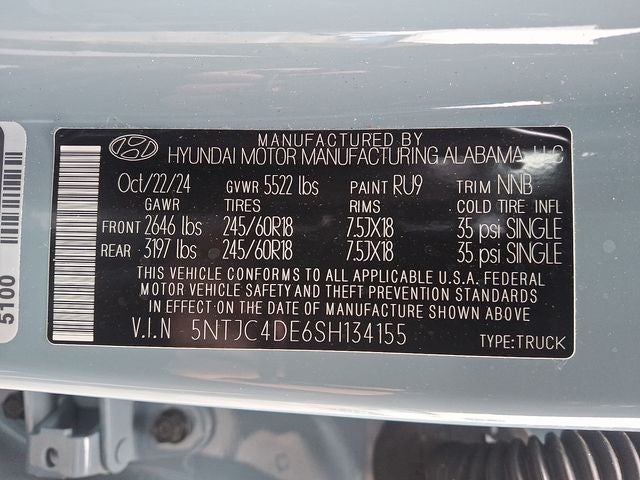 MANUFACTURED BY
HYUNDAI MOTOR MANUFACTURING ALABAMA, LLC
Oct/22/24 GVWR 5522 lbs PAINT RU9 TRIM NNB
GAWR TIRES RIMS COLD TIRE INFL
FRONT 2646 lbs 245/60R18 7.5JX18 35 psi SINGLE
REAR 3197 lbs 245/60R18 7.5JX18 35 psi SINGLE
THIS VEHICLE CONFORMS TO ALL APPLICABLE U.S.A. FEDERAL
MOTOR VEHICLE SAFETY AND THEFT PREVENTION STANDARDS
IN EFFECT ON THE DATE OF MANUFACTURE SHOWN ABOVE
V.I.N 5NTJC4DE6SH134155 TYPE:TRUCK
5100